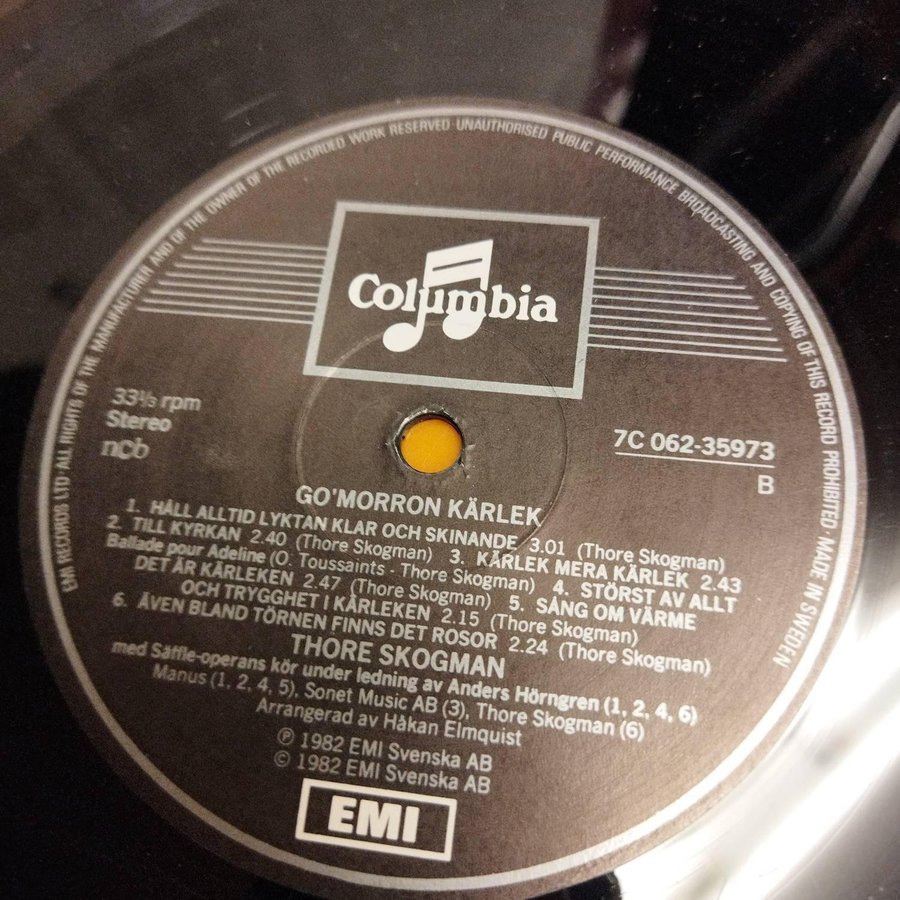 EMI RECORDS LTD · ALL RIGHTS OF THE MANUFACTURER AND OF THE OWNER OF THE RECORDED WORK RESERVED · UNAUTHORISED PUBLIC PERFORMANCE BROADCASTING AND COPYING OF THIS RECORD PROHIBITED · MADE IN SWEDEN
Columbia
33⅓ rpm
Stereo
ncb
7C 062-35973
B
GO'MORRON KÄRLEK
1. HÅLL ALLTID LYKTAN KLAR OCH SKINANDE 3.01 (Thore Skogman)
2. TILL KYRKAN 2.40 (Thore Skogman) 3. KÄRLEK MERA KÄRLEK 2.43
Ballade pour Adeline (O. Toussaints - Thore Skogman) 4. STÖRST AV ALLT
DET ÄR KÄRLEKEN 2.47 (Thore Skogman) 5. SÅNG OM VÄRME
OCH TRYGGHET I KÄRLEKEN 2.15 (Thore Skogman)
6. ÄVEN BLAND TÖRNEN FINNS DET ROSOR 2.24 (Thore Skogman)
THORE SKOGMAN
med Säffle-operans kör under ledning av Anders Hörngren (1, 2, 4, 6)
Manus (1, 2, 4, 5), Sonet Music AB (3), Thore Skogman (6)
Arrangerad av Håkan Elmquist
℗ 1982 EMI Svenska AB
© 1982 EMI Svenska AB
EMI